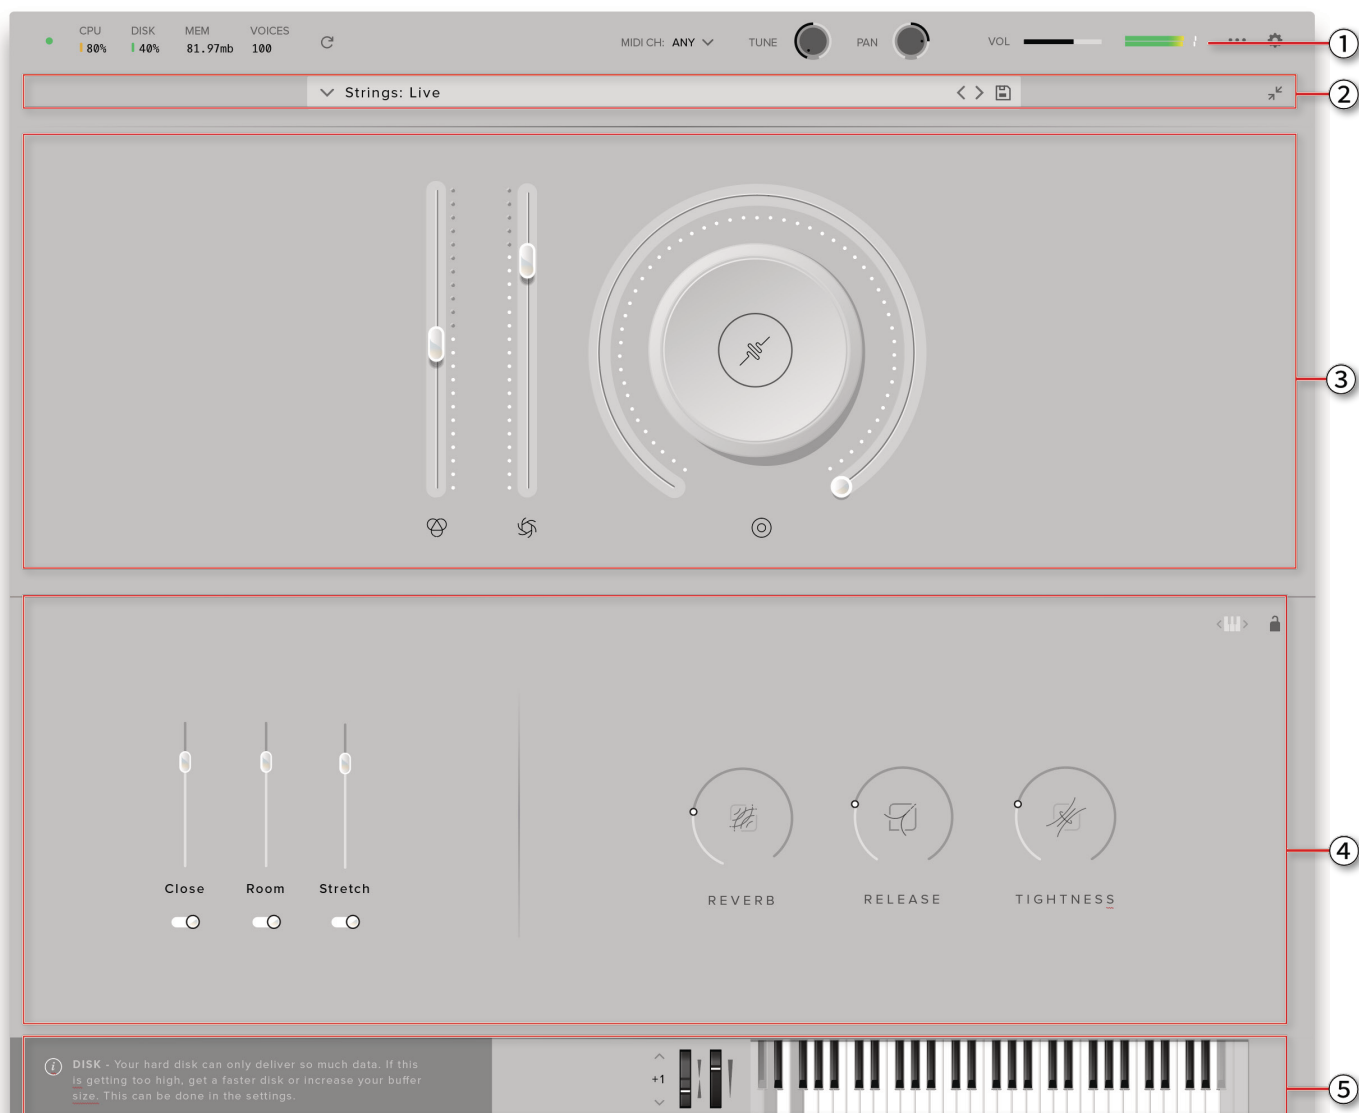 CPU DISK MEM VOICES
80% 40% 81.97mb 100
MIDI CH: ANY TUNE PAN VOL
1
Strings: Live
2
3
Close Room Stretch
REVERB RELEASE TIGHTNESS
4
DISK - Your hard disk can only deliver so much data. If this
is getting too high, get a faster disk or increase your buffer
size. This can be done in the settings.
+1
5